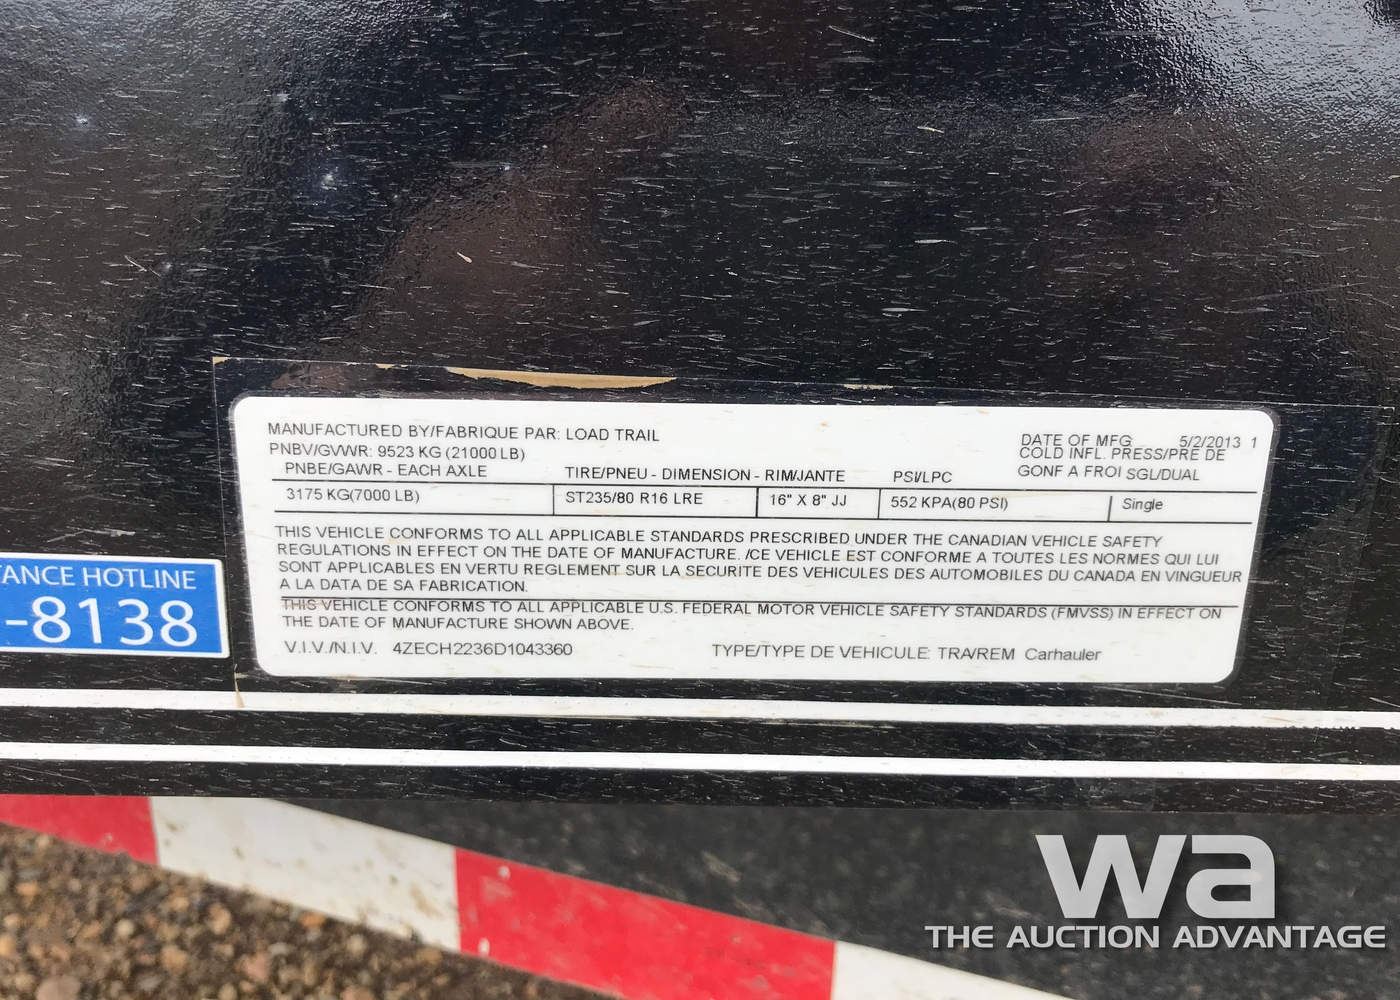 MANUFACTURED BY/FABRIQUE PAR: LOAD TRAIL
DATE OF MFG 5/2/2013 1
PNBV/GVWR: 9523 KG (21000 LB)
COLD INFL. PRESS/PRE DE
PNBE/GAWR - EACH AXLE TIRE/PNEU - DIMENSION - RIM/JANTE PSI/LPC GONF A FROI SGL/DUAL
3175 KG(7000 LB) ST235/80 R16 LRE 16" X 8" JJ 552 KPA(80 PSI) Single
THIS VEHICLE CONFORMS TO ALL APPLICABLE STANDARDS PRESCRIBED UNDER THE CANADIAN VEHICLE SAFETY
REGULATIONS IN EFFECT ON THE DATE OF MANUFACTURE. /CE VEHICLE EST CONFORME A TOUTES LES NORMES QUI LUI
SONT APPLICABLES EN VERTU REGLEMENT SUR LA SECURITE DES VEHICULES DES AUTOMOBILES DU CANADA EN VINGUEUR
A LA DATA DE SA FABRICATION.
THIS VEHICLE CONFORMS TO ALL APPLICABLE U.S. FEDERAL MOTOR VEHICLE SAFETY STANDARDS (FMVSS) IN EFFECT ON
THE DATE OF MANUFACTURE SHOWN ABOVE.
V.I.V./N.I.V. 4ZECH2236D1043360 TYPE/TYPE DE VEHICULE: TRA/REM Carhauler
TANCE HOTLINE
-8138
wa
THE AUCTION ADVANTAGE